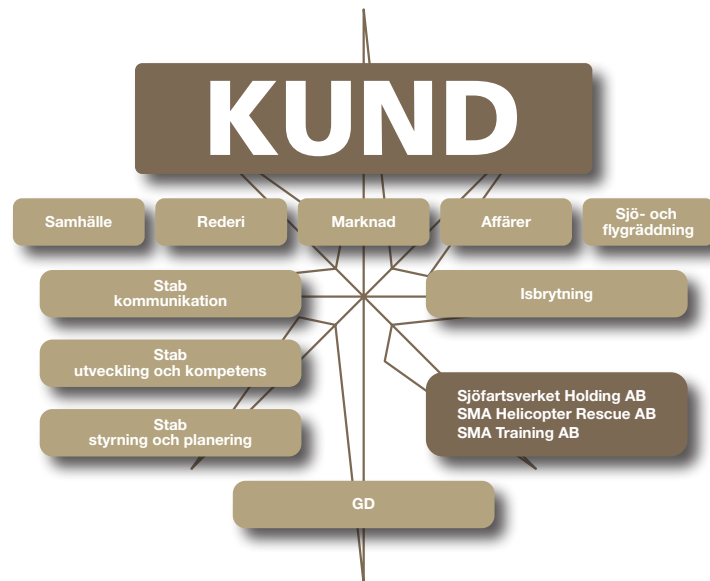 KUND
Samhälle
Rederi
Marknad
Affärer
Sjö- och
flygräddning
Stab
kommunikation
Isbrytning
Stab
utveckling och kompetens
Sjöfartsverket Holding AB
SMA Helicopter Rescue AB
SMA Training AB
Stab
styrning och planering
GD